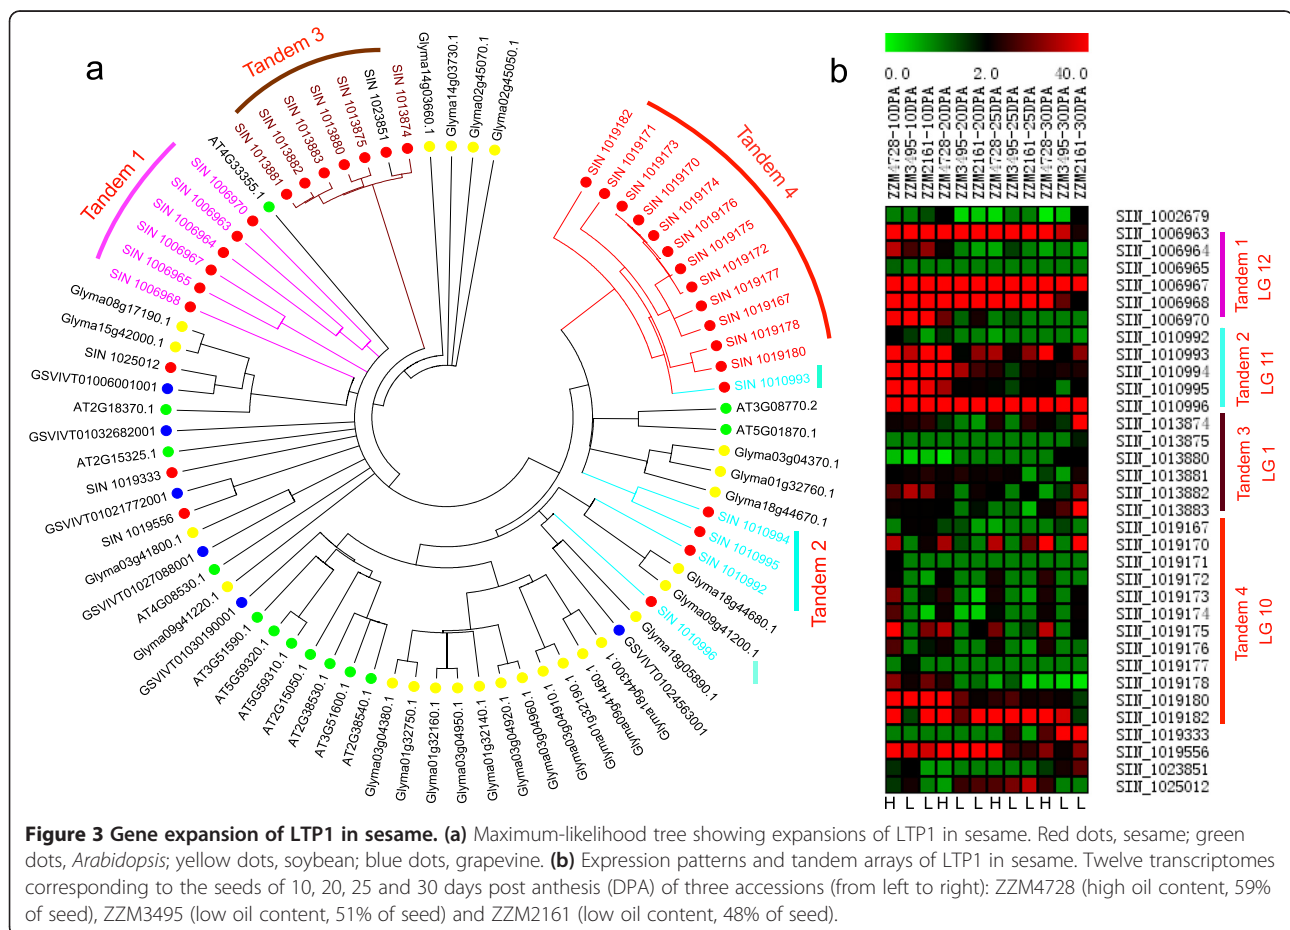 a
Tandem 3
Tandem 1
Tandem 4
Tandem 2
SIN 1006968
SIN 1006965
SIN 1006967
SIN 1006964
SIN 1006963
SIN 1006970
AT4G33355.1
SIN 1013881
SIN 1013882
SIN 1013883
SIN 1013880
SIN 1013875
SIN 1023851
SIN 1013874
Glyma14g03660.1
Glyma14g03730.1
Glyma02g45070.1
Glyma02g45050.1
SIN 1019182
SIN 1019171
SIN 1019173
SIN 1019170
SIN 1019174
SIN 1019176
SIN 1019175
SIN 1019172
SIN 1019177
SIN 1019167
SIN 1019178
SIN 1019180
SIN 1010993
AT3G08770.2
AT5G01870.1
Glyma03g04370.1
Glyma01g32760.1
Glyma18g44670.1
SIN 1010994
SIN 1010995
SIN 1010992
Glyma18g44690.1
Glyma09g41200.1
SIN 1010996
Glyma18g05890.1
GSVIVT01024563001
Glyma18g44300.1
Glyma09g41460.1
Glyma01g32190.1
Glyma03g04910.1
Glyma03g04960.1
Glyma03g04920.1
Glyma01g32140.1
Glyma03g04950.1
Glyma01g32160.1
Glyma01g32750.1
Glyma03g04380.1
AT2G38540.1
AT3G51600.1
AT2G38530.1
AT2G15050.1
AT5G59310.1
AT5G59320.1
AT3G51590.1
GSVIVT01030190001
Glyma09g41220.1
AT4G08530.1
GSVIVT01027088001
Glyma03g41800.1
SIN 1019556
GSVIVT01021772001
SIN 1019333
AT2G15325.1
GSVIVT01032682001
AT2G18370.1
GSVIVT01006001001
SIN 1025012
Glyma15g42000.1
Glyma08g17190.1
b
0.0 2.0 40.0
ZZM4728-10DPA
ZZM3495-10DPA
ZZM2161-10DPA
ZZM4728-20DPA
ZZM3495-20DPA
ZZM2161-20DPA
ZZM4728-25DPA
ZZM3495-25DPA
ZZM2161-25DPA
ZZM4728-30DPA
ZZM3495-30DPA
ZZM2161-30DPA
SIN_1002679
SIN_1006963
SIN_1006964
SIN_1006965
SIN_1006967
SIN_1006968
SIN_1006970
SIN_1010992
SIN_1010993
SIN_1010994
SIN_1010995
SIN_1010996
SIN_1013874
SIN_1013875
SIN_1013880
SIN_1013881
SIN_1013882
SIN_1013883
SIN_1019167
SIN_1019170
SIN_1019171
SIN_1019172
SIN_1019173
SIN_1019174
SIN_1019175
SIN_1019176
SIN_1019177
SIN_1019178
SIN_1019180
SIN_1019182
SIN_1019333
SIN_1019556
SIN_1023851
SIN_1025012
Tandem 1
LG 12
Tandem 2
LG 11
Tandem 3
LG 1
Tandem 4
LG 10
H L L H L L H L L H L L
Figure 3 Gene expansion of LTP1 in sesame. (a) Maximum-likelihood tree showing expansions of LTP1 in sesame. Red dots, sesame; green
dots, Arabidopsis; yellow dots, soybean; blue dots, grapevine. (b) Expression patterns and tandem arrays of LTP1 in sesame. Twelve transcriptomes
corresponding to the seeds of 10, 20, 25 and 30 days post anthesis (DPA) of three accessions (from left to right): ZZM4728 (high oil content, 59%
of seed), ZZM3495 (low oil content, 51% of seed) and ZZM2161 (low oil content, 48% of seed).